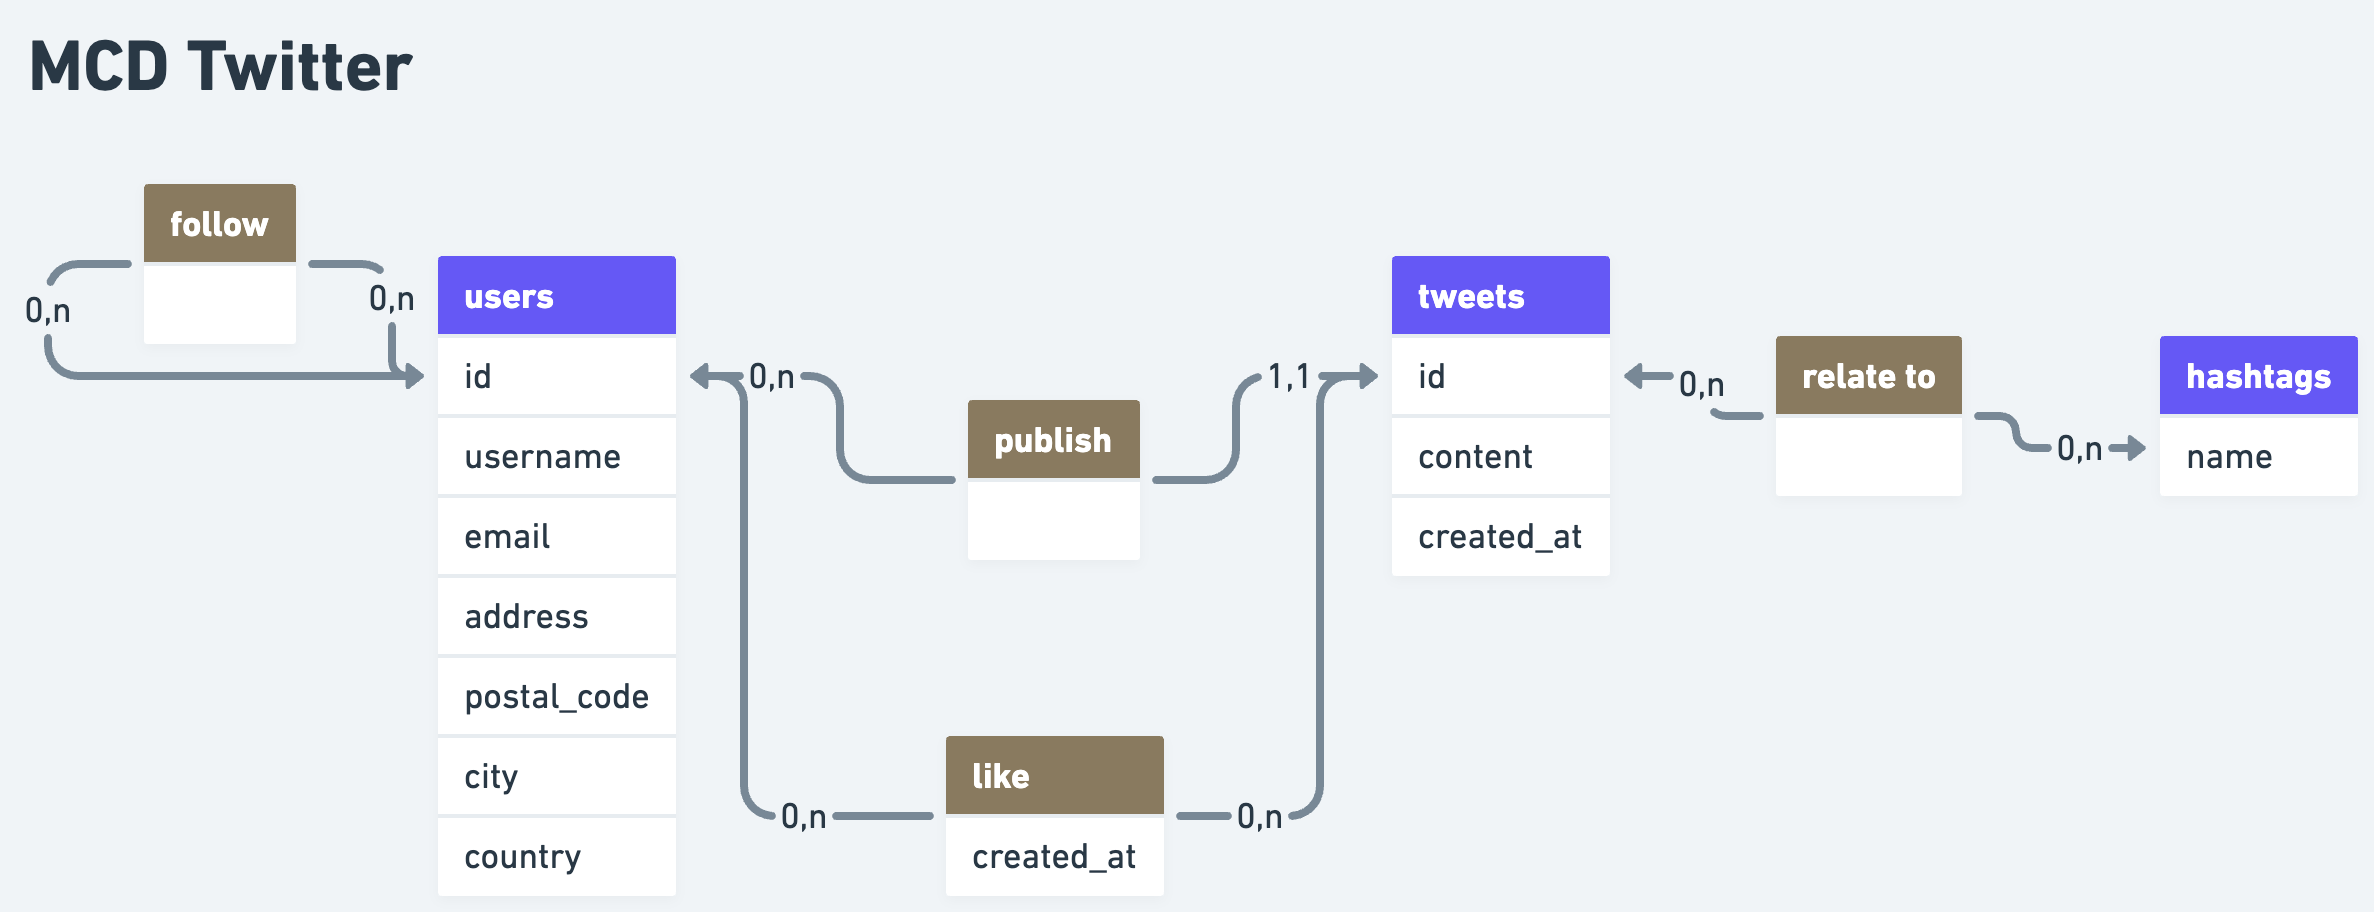 MCD Twitter
follow
0,n
0,n
users
id
username
email
address
postal_code
city
country
0,n
publish
1,1
0,n
like
created_at
0,n
tweets
id
content
created_at
0,n
relate to
0,n
hashtags
name